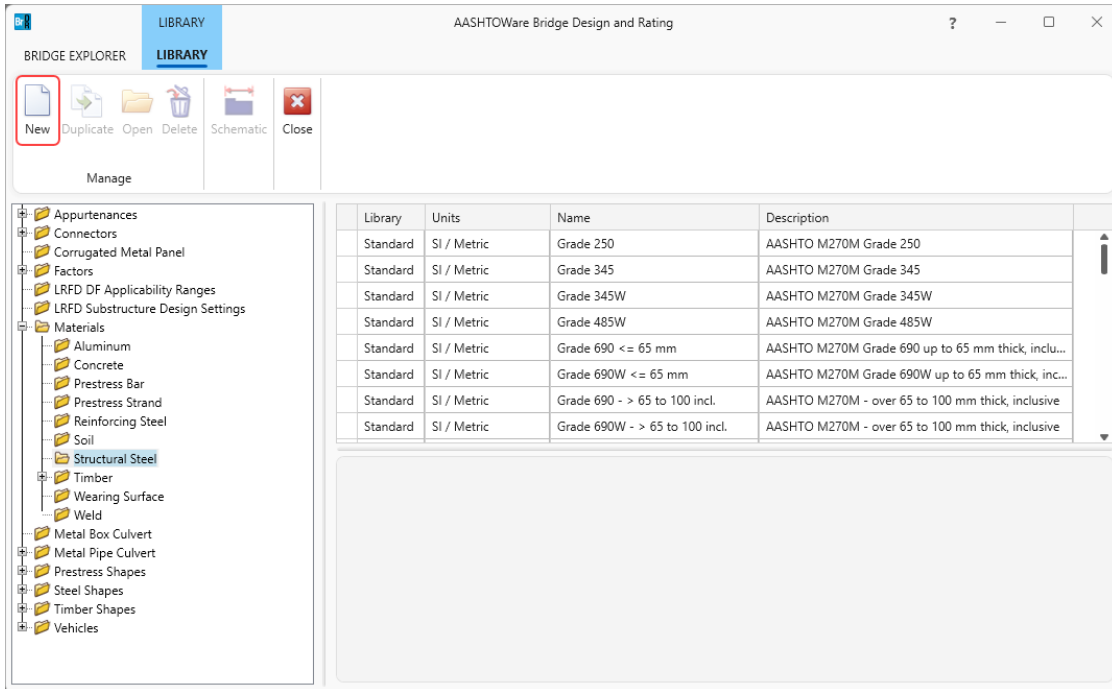 Br
LIBRARY
AASHTOWare Bridge Design and Rating
?
BRIDGE EXPLORER LIBRARY
New Duplicate Open Delete Schematic Close
Manage
Appurtenances
Connectors
Corrugated Metal Panel
Factors
LRFD DF Applicability Ranges
LRFD Substructure Design Settings
Materials
Aluminum
Concrete
Prestress Bar
Prestress Strand
Reinforcing Steel
Soil
Structural Steel
Timber
Wearing Surface
Weld
Metal Box Culvert
Metal Pipe Culvert
Prestress Shapes
Steel Shapes
Timber Shapes
Vehicles
Library Units Name Description
Standard SI / Metric Grade 250 AASHTO M270M Grade 250
Standard SI / Metric Grade 345 AASHTO M270M Grade 345
Standard SI / Metric Grade 345W AASHTO M270M Grade 345W
Standard SI / Metric Grade 485W AASHTO M270M Grade 485W
Standard SI / Metric Grade 690 <= 65 mm AASHTO M270M Grade 690 up to 65 mm thick, inclu...
Standard SI / Metric Grade 690W <= 65 mm AASHTO M270M Grade 690W up to 65 mm thick, inc...
Standard SI / Metric Grade 690 - > 65 to 100 incl. AASHTO M270M - over 65 to 100 mm thick, inclusive
Standard SI / Metric Grade 690W - > 65 to 100 incl. AASHTO M270M - over 65 to 100 mm thick, inclusive